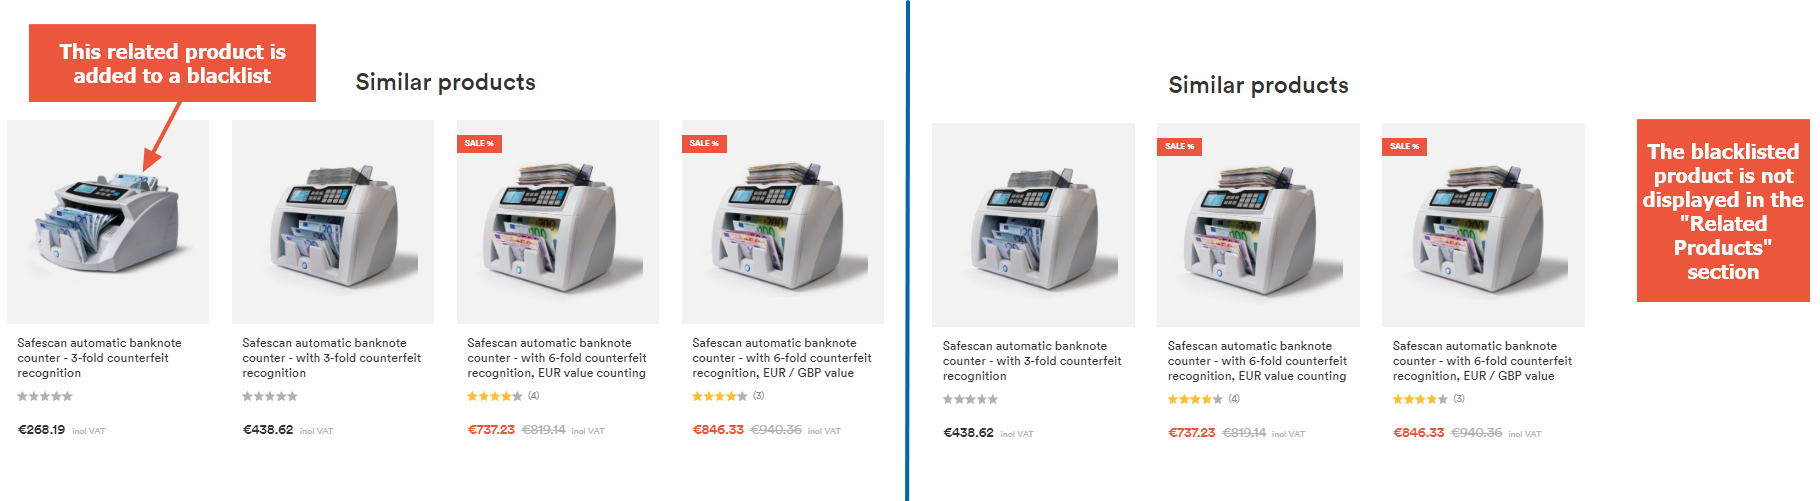 This related product is
added to a blacklist
Similar products
SALE %
SALE %
Safescan automatic banknote
counter - 3-fold counterfeit
recognition
€268.19 incl VAT
Safescan automatic banknote
counter - with 3-fold counterfeit
recognition
€438.62 incl VAT
Safescan automatic banknote
counter - with 6-fold counterfeit
recognition, EUR value counting
(4)
€737.23 €819.14 incl VAT
Safescan automatic banknote
counter - with 6-fold counterfeit
recognition, EUR / GBP value
(3)
€846.33 €940.36 incl VAT
Similar products
SALE %
SALE %
Safescan automatic banknote
counter - with 3-fold counterfeit
recognition
€438.62 incl VAT
Safescan automatic banknote
counter - with 6-fold counterfeit
recognition, EUR value counting
(4)
€737.23 €819.14 incl VAT
Safescan automatic banknote
counter - with 6-fold counterfeit
recognition, EUR / GBP value
(3)
€846.33 €940.36 incl VAT
The blacklisted
product is not
displayed in the
"Related
Products"
section